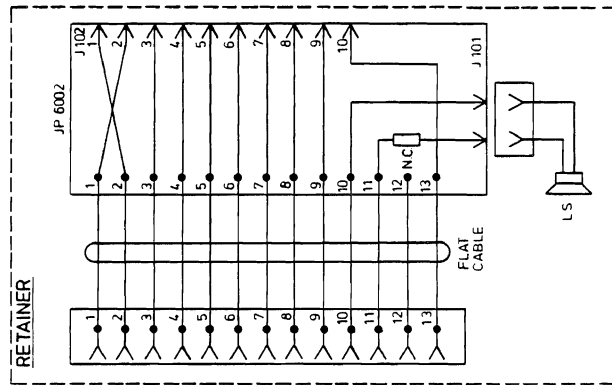 JP 6002
J102
1 2 3 4 5 6 7 8 9 10
J101
N.C.
1 2 3 4 5 6 7 8 9 10 11 12 13
LS
FLAT
CABLE
RETAINER
1 2 3 4 5 6 7 8 9 10 11 12 13